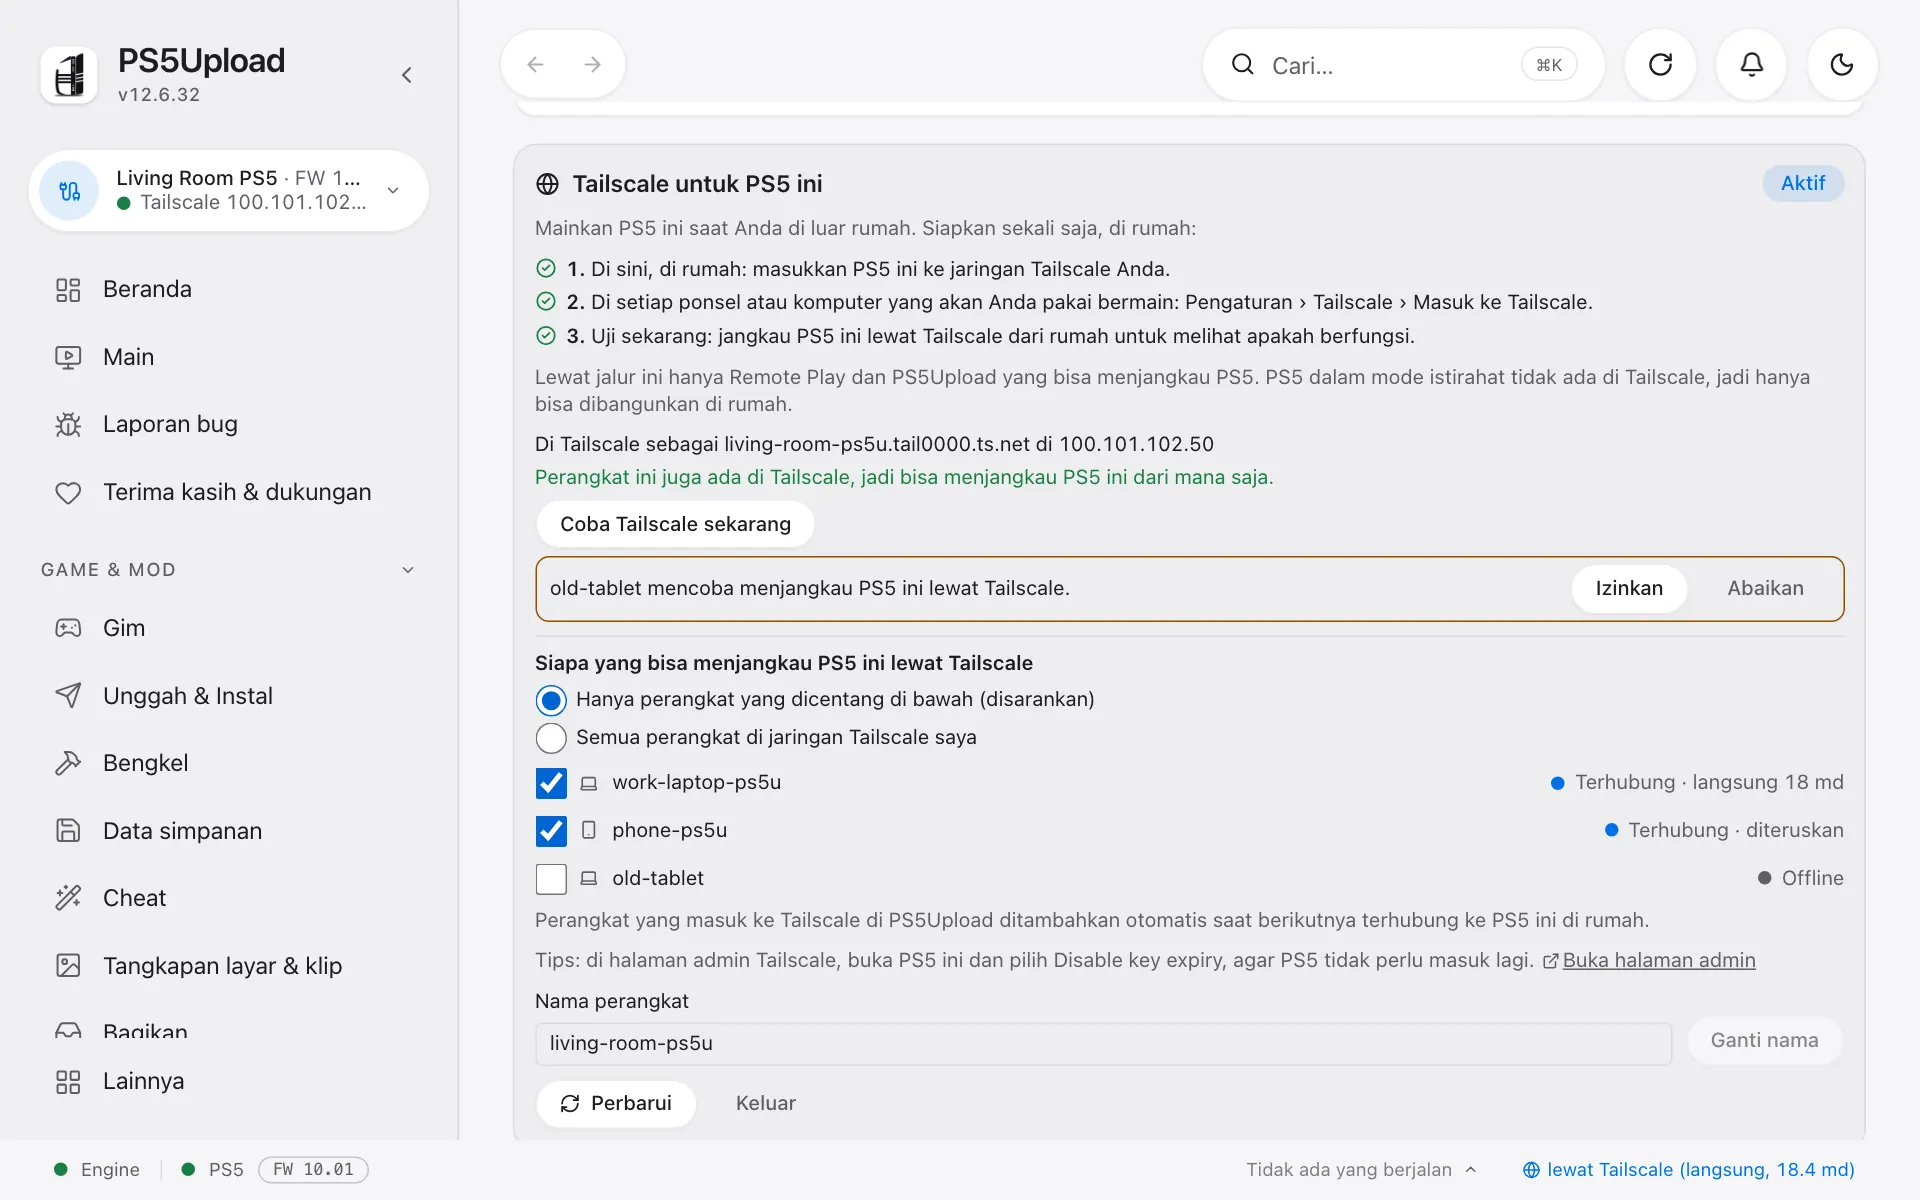 PS5Upload
v12.6.32
Living Room PS5 · FW 1...
Tailscale 100.101.102...
Beranda
Main
Laporan bug
Terima kasih & dukungan
GAME & MOD
Gim
Unggah & Instal
Bengkel
Data simpanan
Cheat
Tangkapan layar & klip
Bagikan
Lainnya
Cari...
⌘K
Tailscale untuk PS5 ini
Aktif
Mainkan PS5 ini saat Anda di luar rumah. Siapkan sekali saja, di rumah:
1. Di sini, di rumah: masukkan PS5 ini ke jaringan Tailscale Anda.
2. Di setiap ponsel atau komputer yang akan Anda pakai bermain: Pengaturan › Tailscale › Masuk ke Tailscale.
3. Uji sekarang: jangkau PS5 ini lewat Tailscale dari rumah untuk melihat apakah berfungsi.
Lewat jalur ini hanya Remote Play dan PS5Upload yang bisa menjangkau PS5. PS5 dalam mode istirahat tidak ada di Tailscale, jadi hanya
bisa dibangunkan di rumah.
Di Tailscale sebagai living-room-ps5u.tail0000.ts.net di 100.101.102.50
Perangkat ini juga ada di Tailscale, jadi bisa menjangkau PS5 ini dari mana saja.
Coba Tailscale sekarang
old-tablet mencoba menjangkau PS5 ini lewat Tailscale.
Izinkan
Abaikan
Siapa yang bisa menjangkau PS5 ini lewat Tailscale
Hanya perangkat yang dicentang di bawah (disarankan)
Semua perangkat di jaringan Tailscale saya
work-laptop-ps5u
Terhubung · langsung 18 md
phone-ps5u
Terhubung · diteruskan
old-tablet
Offline
Perangkat yang masuk ke Tailscale di PS5Upload ditambahkan otomatis saat berikutnya terhubung ke PS5 ini di rumah.
Tips: di halaman admin Tailscale, buka PS5 ini dan pilih Disable key expiry, agar PS5 tidak perlu masuk lagi. Buka halaman admin
Nama perangkat
living-room-ps5u
Ganti nama
Perbarui
Keluar
Engine
PS5
FW 10.01
Tidak ada yang berjalan
lewat Tailscale (langsung, 18.4 md)